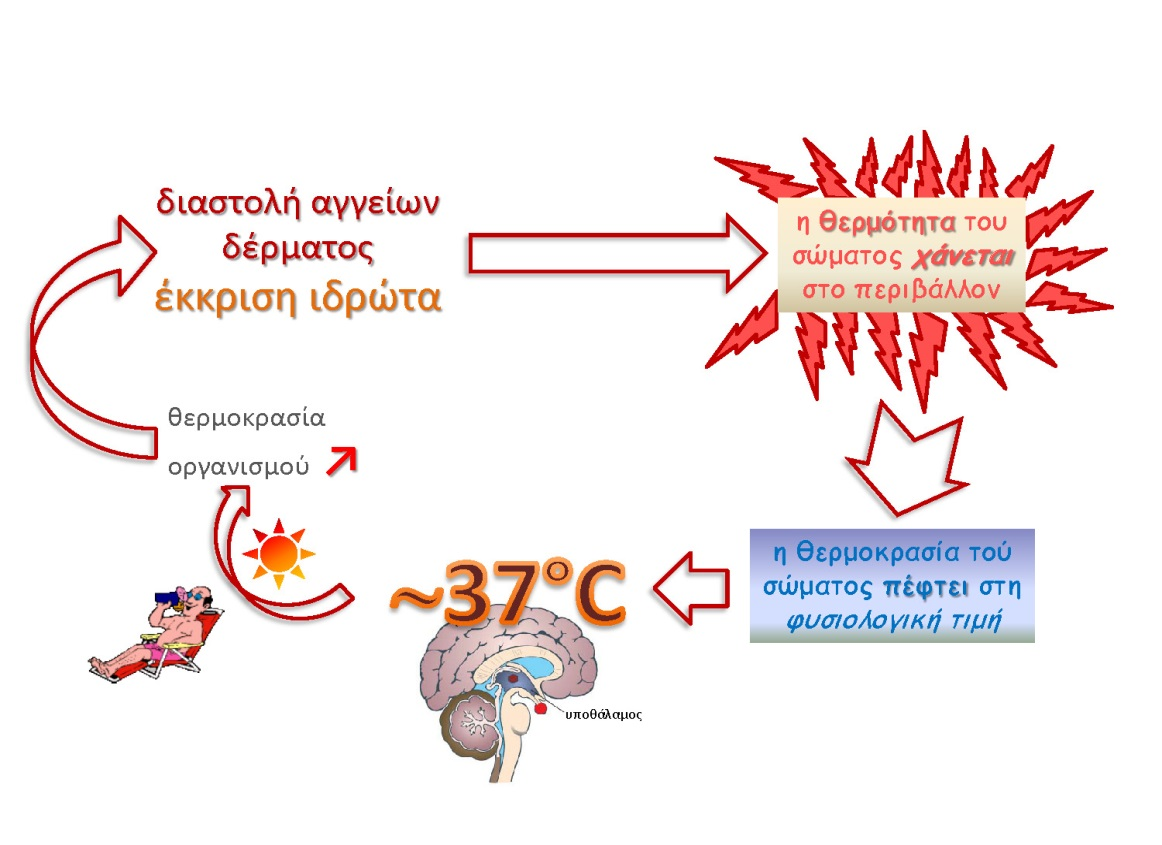 διαστολή αγγείων
δέρματος
έκκριση ιδρώτα
η θερμότητα του
σώματος χάνεται
στο περιβάλλον
θερμοκρασία
οργανισμού
~37°C
η θερμοκρασία τού
σώματος πέφτει στη
φυσιολογική τιμή
υποθάλαμος